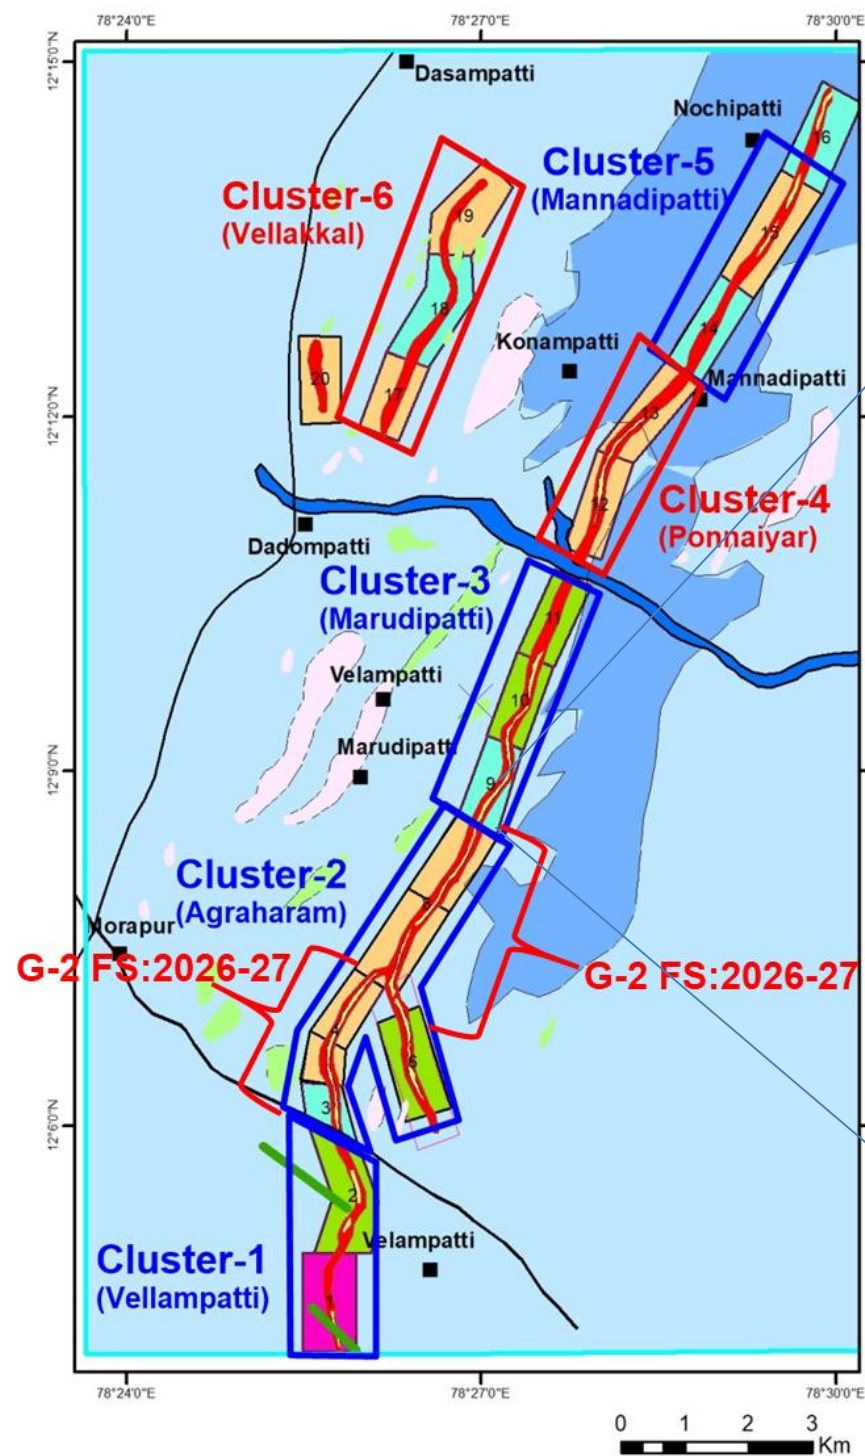 78°24'0"E
78°27'0"E
78°30'0"E
12°15'0"N
Dasampatti
Nochipatti
16
Cluster-5
(Mannadipatti)
Cluster-6
(Vellakkal)
19
15
18
14
Konampatti
Mannadipatti
20
17
13
12°12'0"N
12
Cluster-4
(Ponnaiyar)
Dadompatti
Cluster-3
(Marudipatti)
11
Velampatti
10
Marudipatti
12°9'0"N
9
Cluster-2
(Agraharam)
Morapur
G-2 FS:2026-27
G-2 FS:2026-27
4
6
3
12°6'0"N
2
Velampatti
Cluster-1
(Vellampatti)
1
78°24'0"E
78°27'0"E
78°30'0"E
0 1 2 3
Km